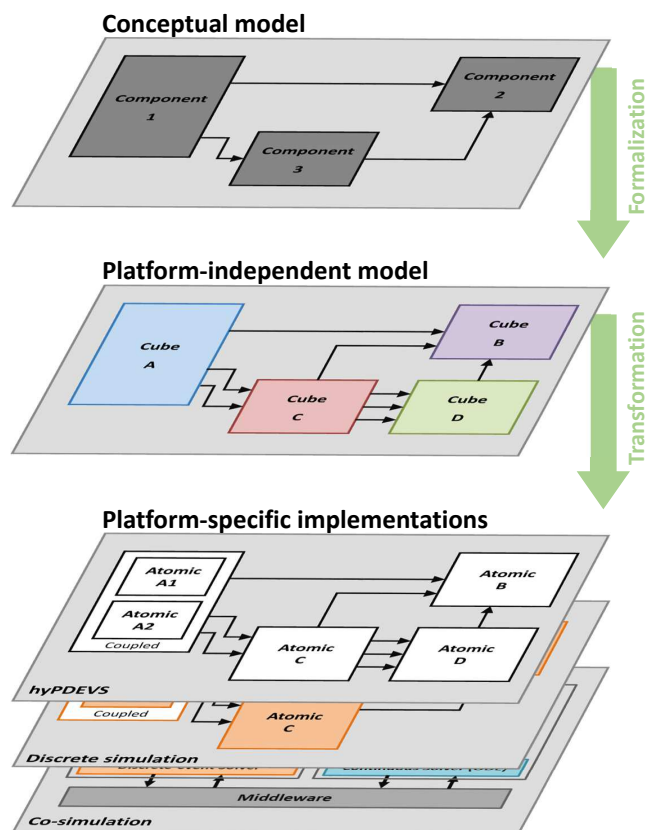 Conceptual model
Component
1
Component
2
Component
3
Formalization
Platform-independent model
Cube
A
Cube
B
Cube
C
Cube
D
Transformation
Platform-specific implementations
Atomic
A1
Atomic
A2
Coupled
Atomic
B
Atomic
C
Atomic
D
hyPDEVS
Coupled
Atomic
C
Discrete simulation
Middleware
Co-simulation